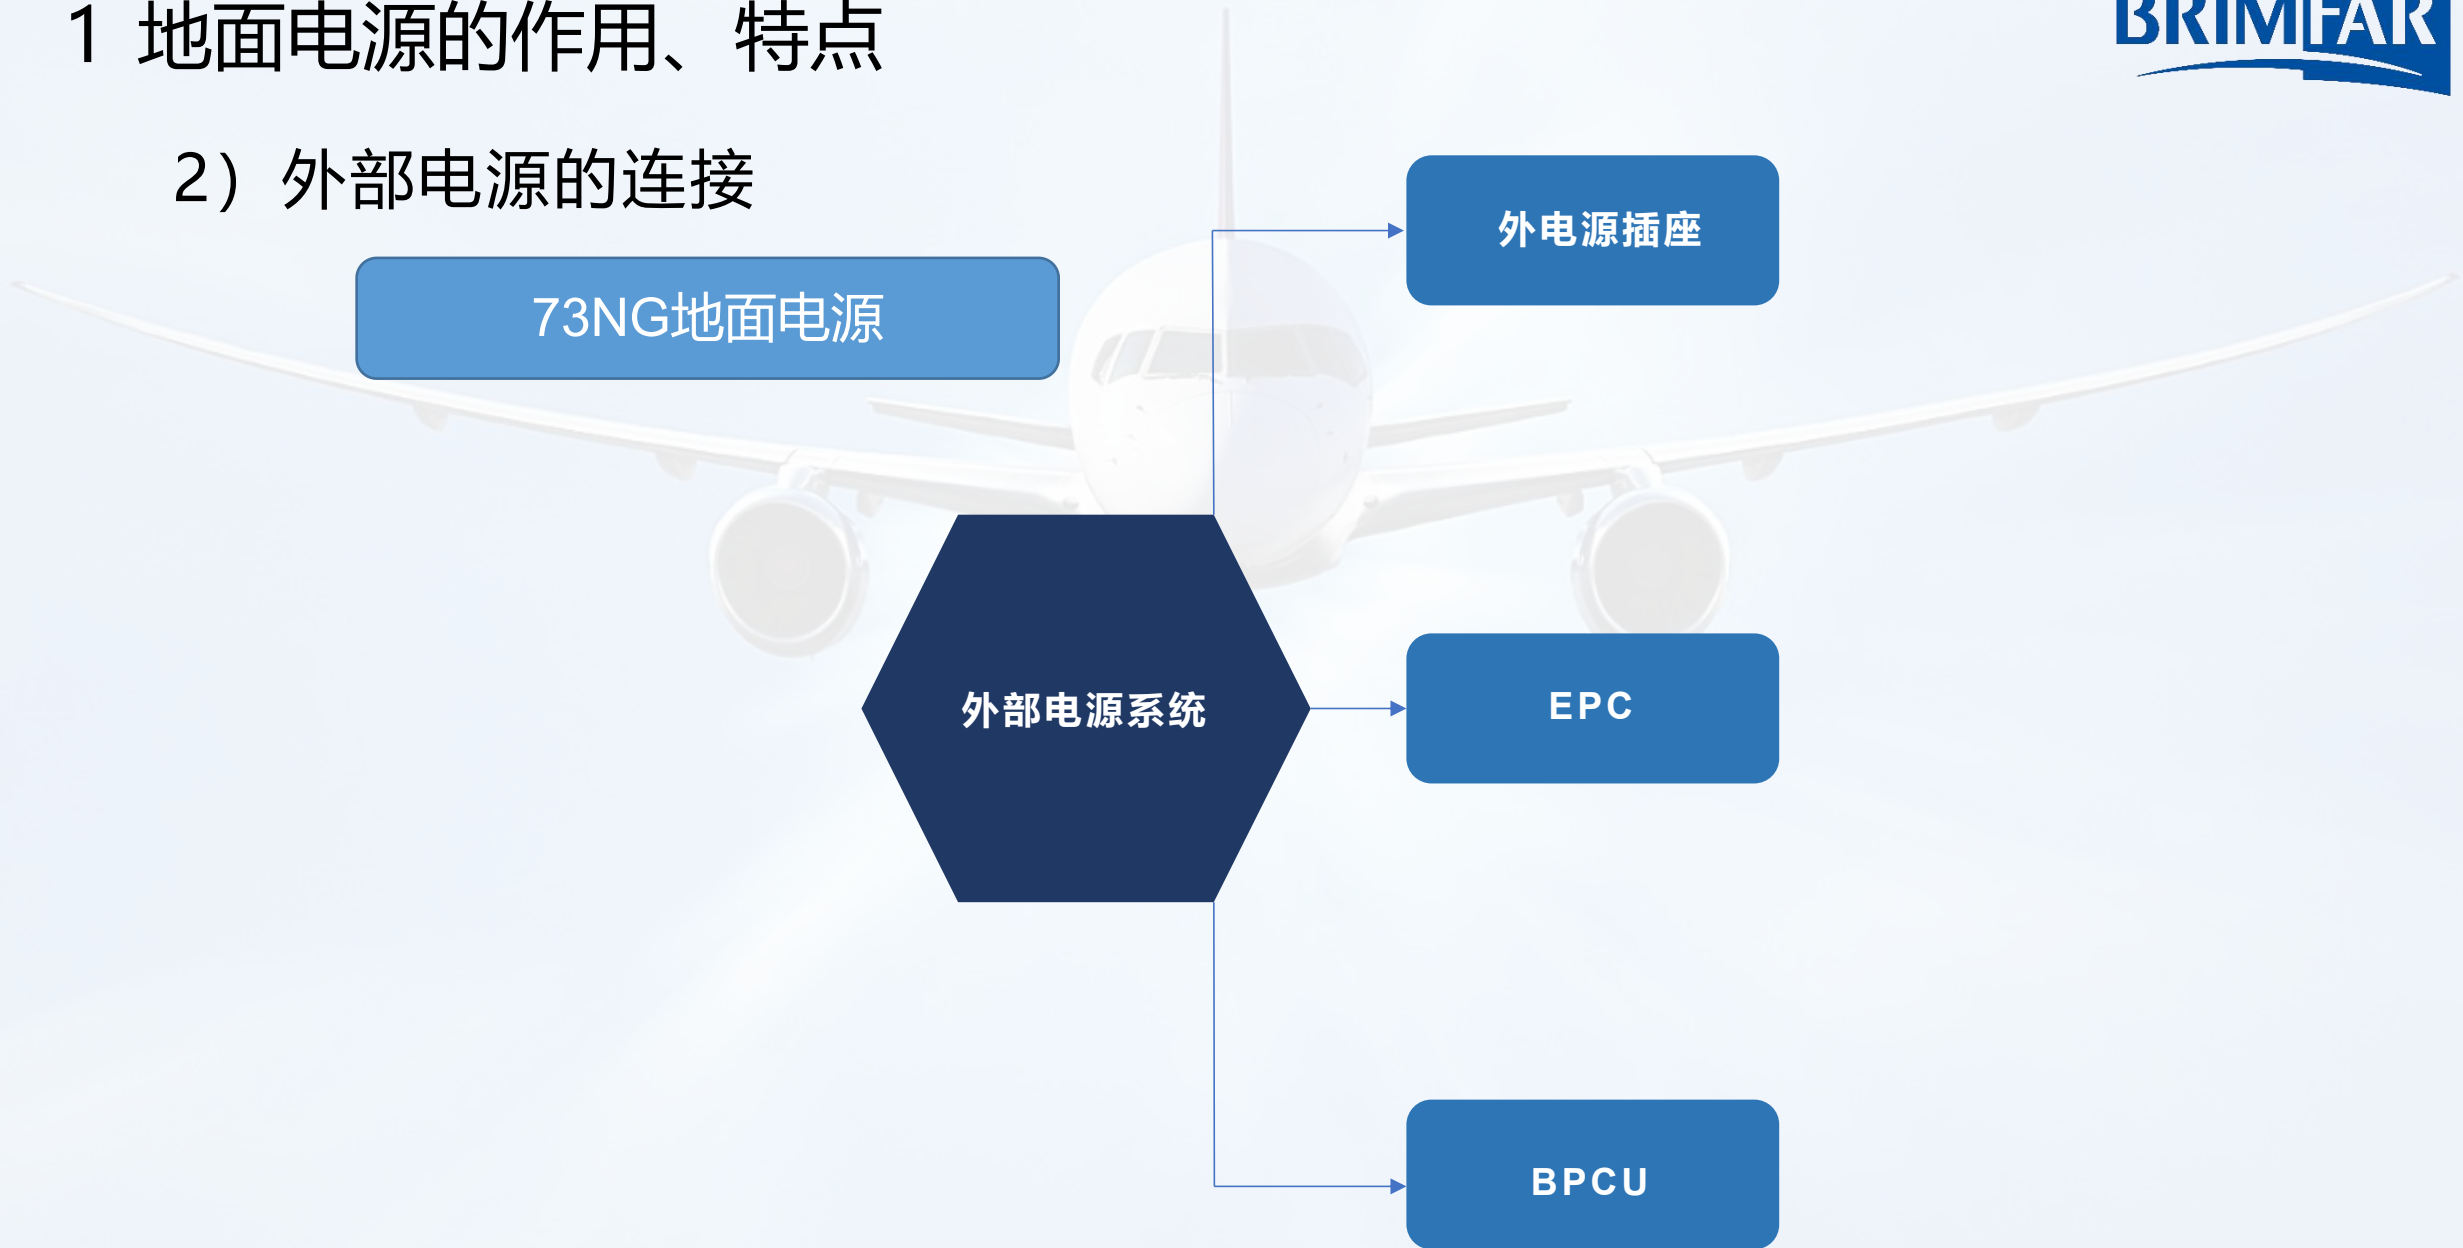 1 地面电源的作用、特点
BRIMFAR
2）外部电源的连接
73NG地面电源
外电源插座
外部电源系统
EPC
BPCU